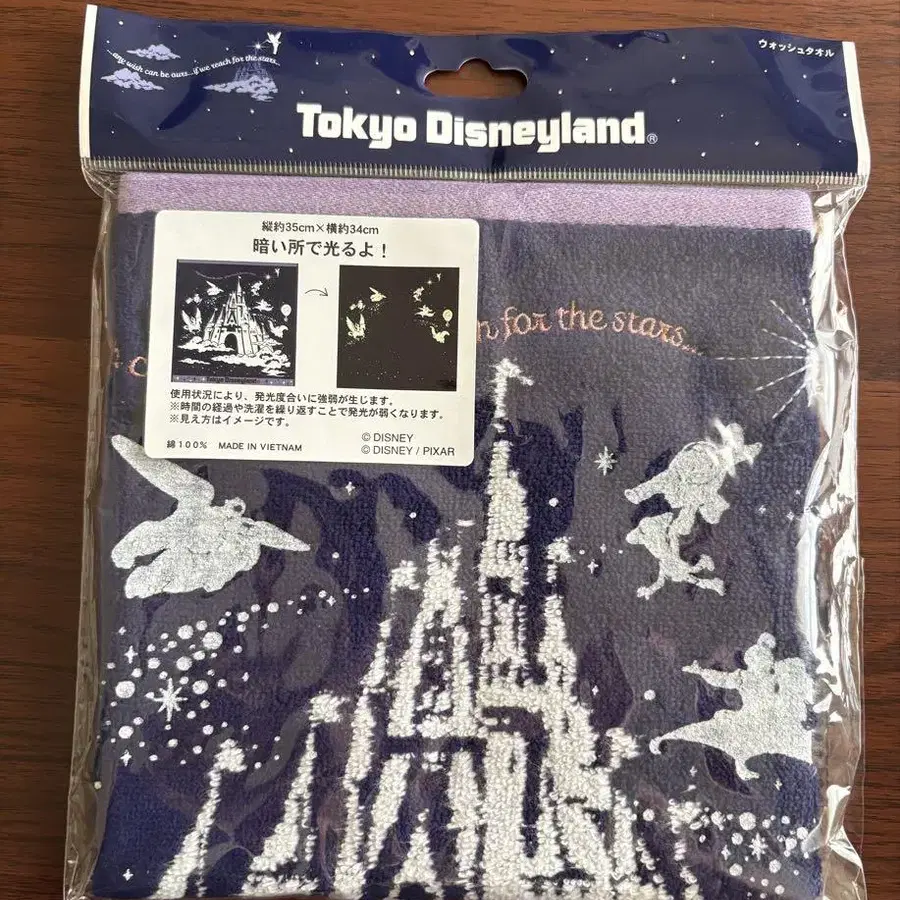 ...any wish can be ours...if we reach for the stars...
ウォッシュタオル
Tokyo Disneyland®
縦約35cm×横約34cm
暗い所で光るよ!
Tokyo Disneyland
使用状況により、発光度合いに強弱が生じます。
※時間の経過や洗濯を繰り返すことで発光が弱くなります。
※見え方はイメージです。
綿100% MADE IN VIETNAM
© DISNEY
© DISNEY / PIXAR
for the stars...